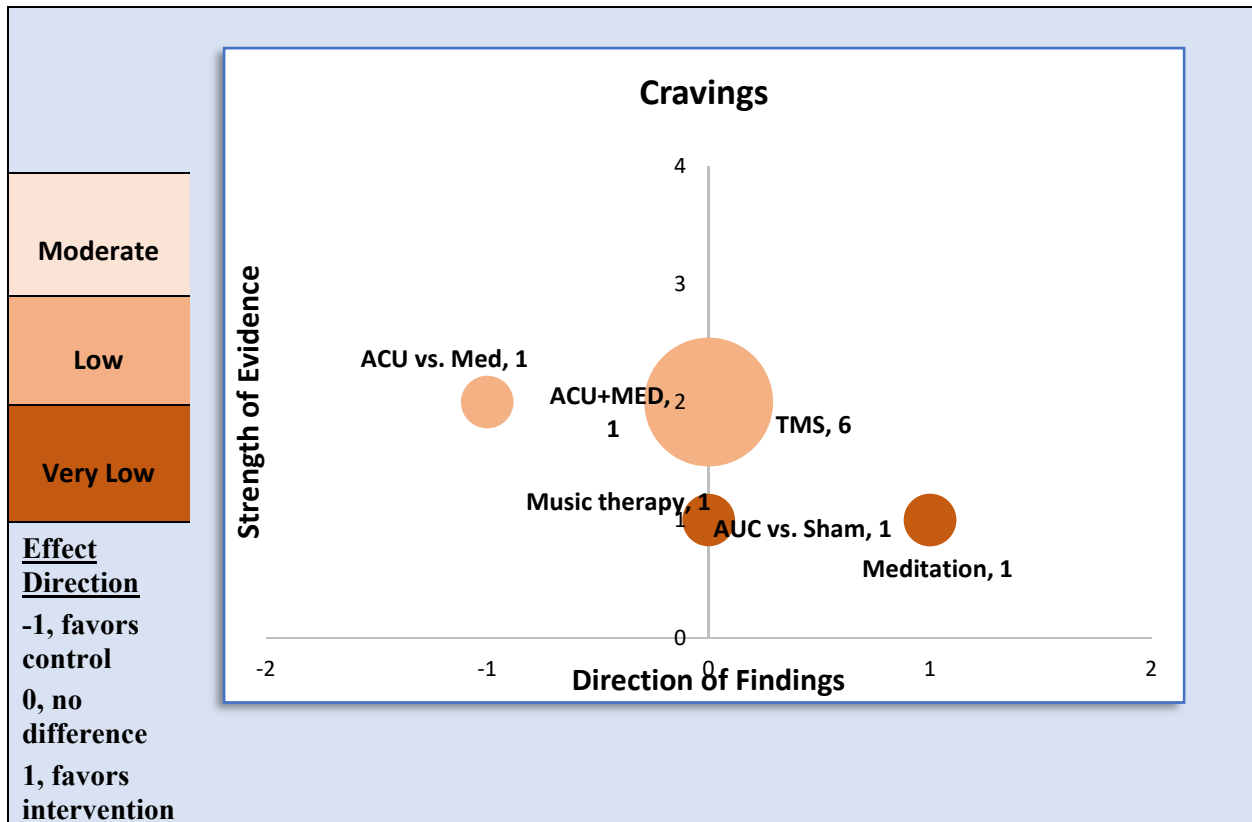 Cravings
Moderate
Low
Very Low
Effect
Direction
-1, favors
control
0, no
difference
1, favors
intervention
Strength of Evidence
4
3
2
1
0
ACU vs. Med, 1
ACU+MED,
1
TMS, 6
Music therapy, 1
AUC vs. Sham, 1
Meditation, 1
-2
-1
0
1
2
Direction of Findings